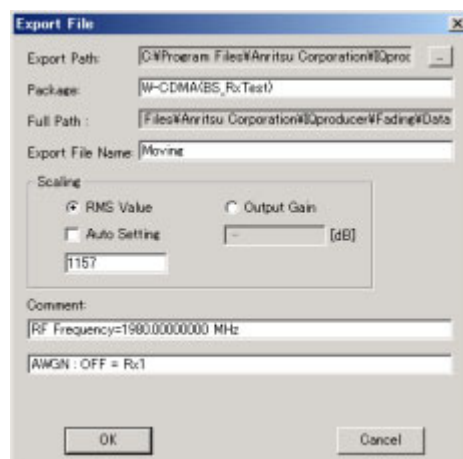 Export File
Export Path: C:¥Program Files¥Anritsu Corporation¥IQproc ...
Package: W-CDMA(BS_RxTest)
Full Path : Files¥Anritsu Corporation¥IQproducer¥Fading¥Data
Export File Name: Moving
Scaling
RMS Value Output Gain
Auto Setting -- [dB]
1157
Comment:
RF Frequency=1980.00000000 MHz
AWGN : OFF = Rx1
OK Cancel